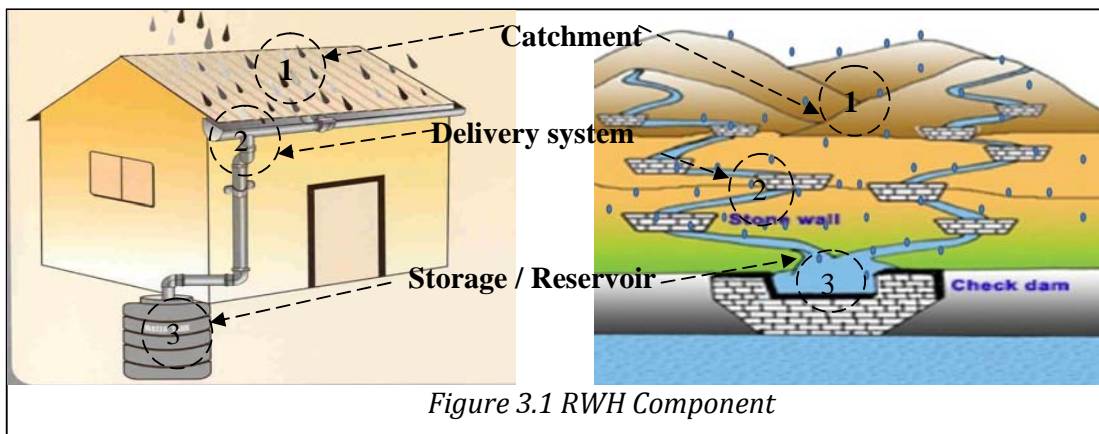 Catchment
1
1
2
Delivery system
2
Stone wall
Storage / Reservoir
3
Check dam
3
Figure 3.1 RWH Component